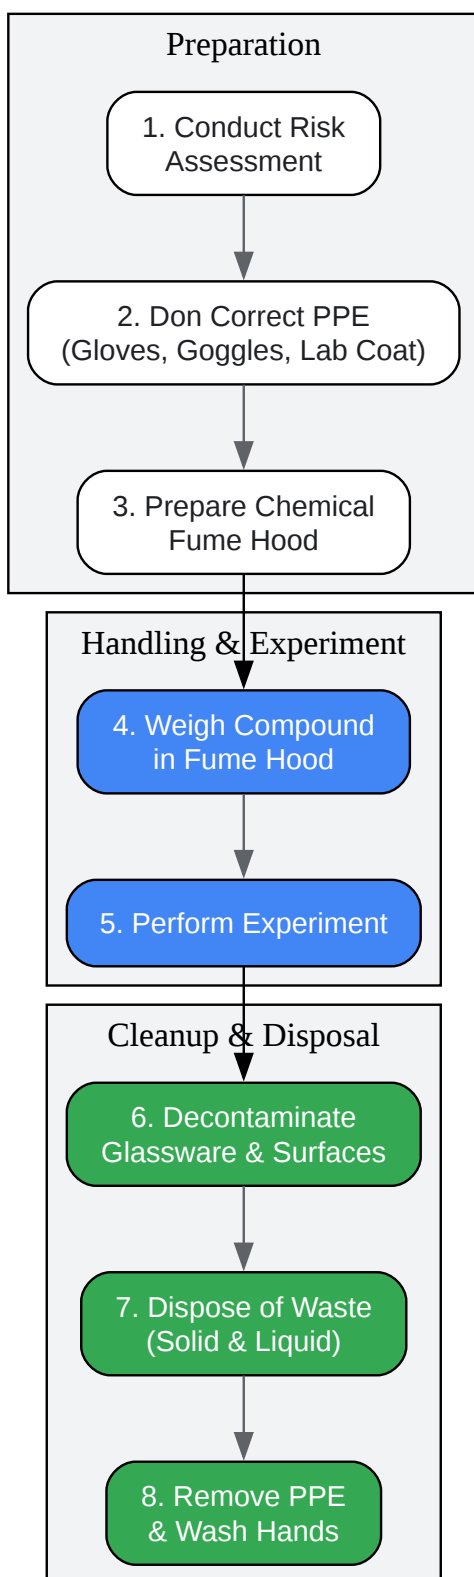 Preparation
1. Conduct Risk
Assessment
2. Don Correct PPE
(Gloves, Goggles, Lab Coat)
3. Prepare Chemical
Fume Hood
Handling & Experiment
4. Weigh Compound
in Fume Hood
5. Perform Experiment
Cleanup & Disposal
6. Decontaminate
Glassware & Surfaces
7. Dispose of Waste
(Solid & Liquid)
8. Remove PPE
& Wash Hands